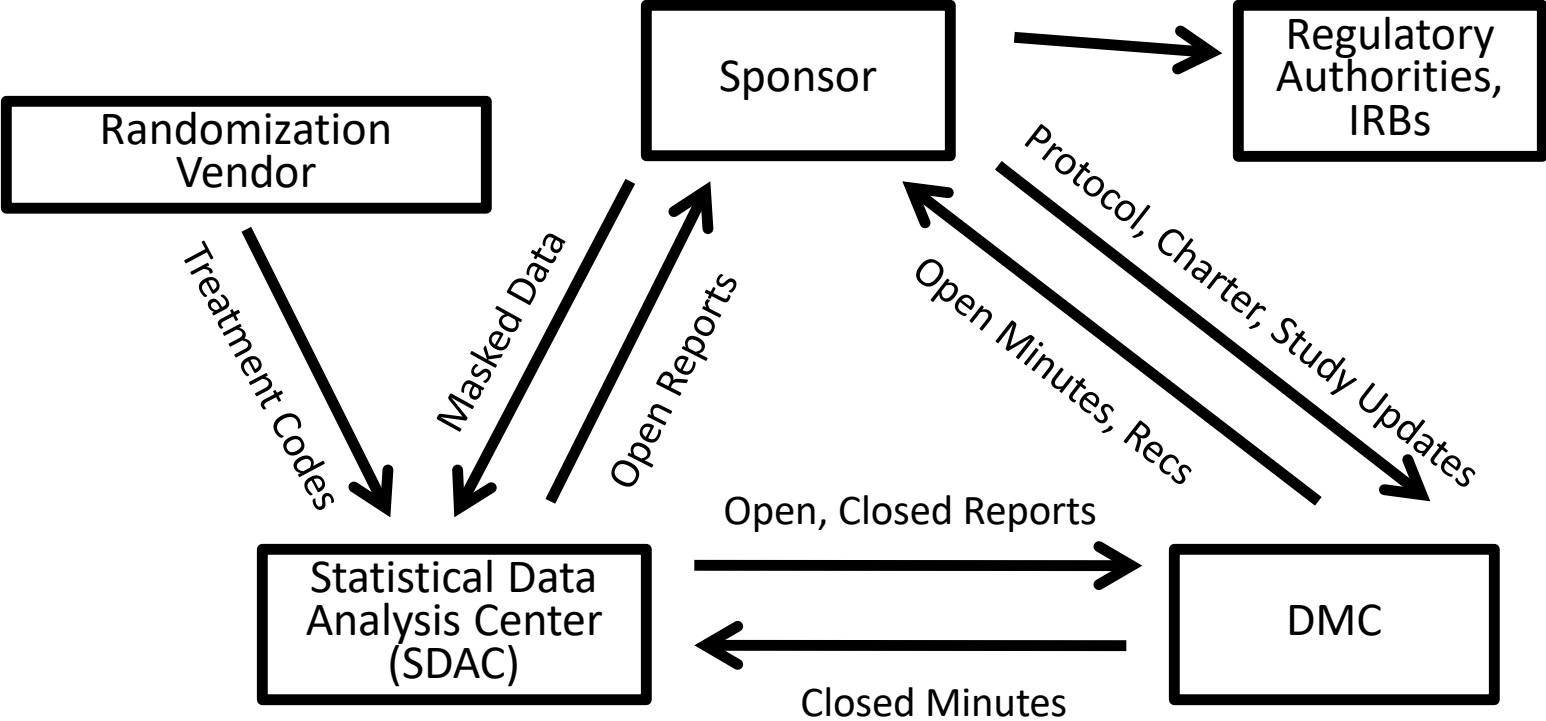 Sponsor
Regulatory
Authorities,
IRBs
Randomization
Vendor
Protocol, Charter, Study Updates
Treatment Codes
Masked Data
Open Reports
Open Minutes, Recs
Open, Closed Reports
Statistical Data
Analysis Center
(SDAC)
DMC
Closed Minutes